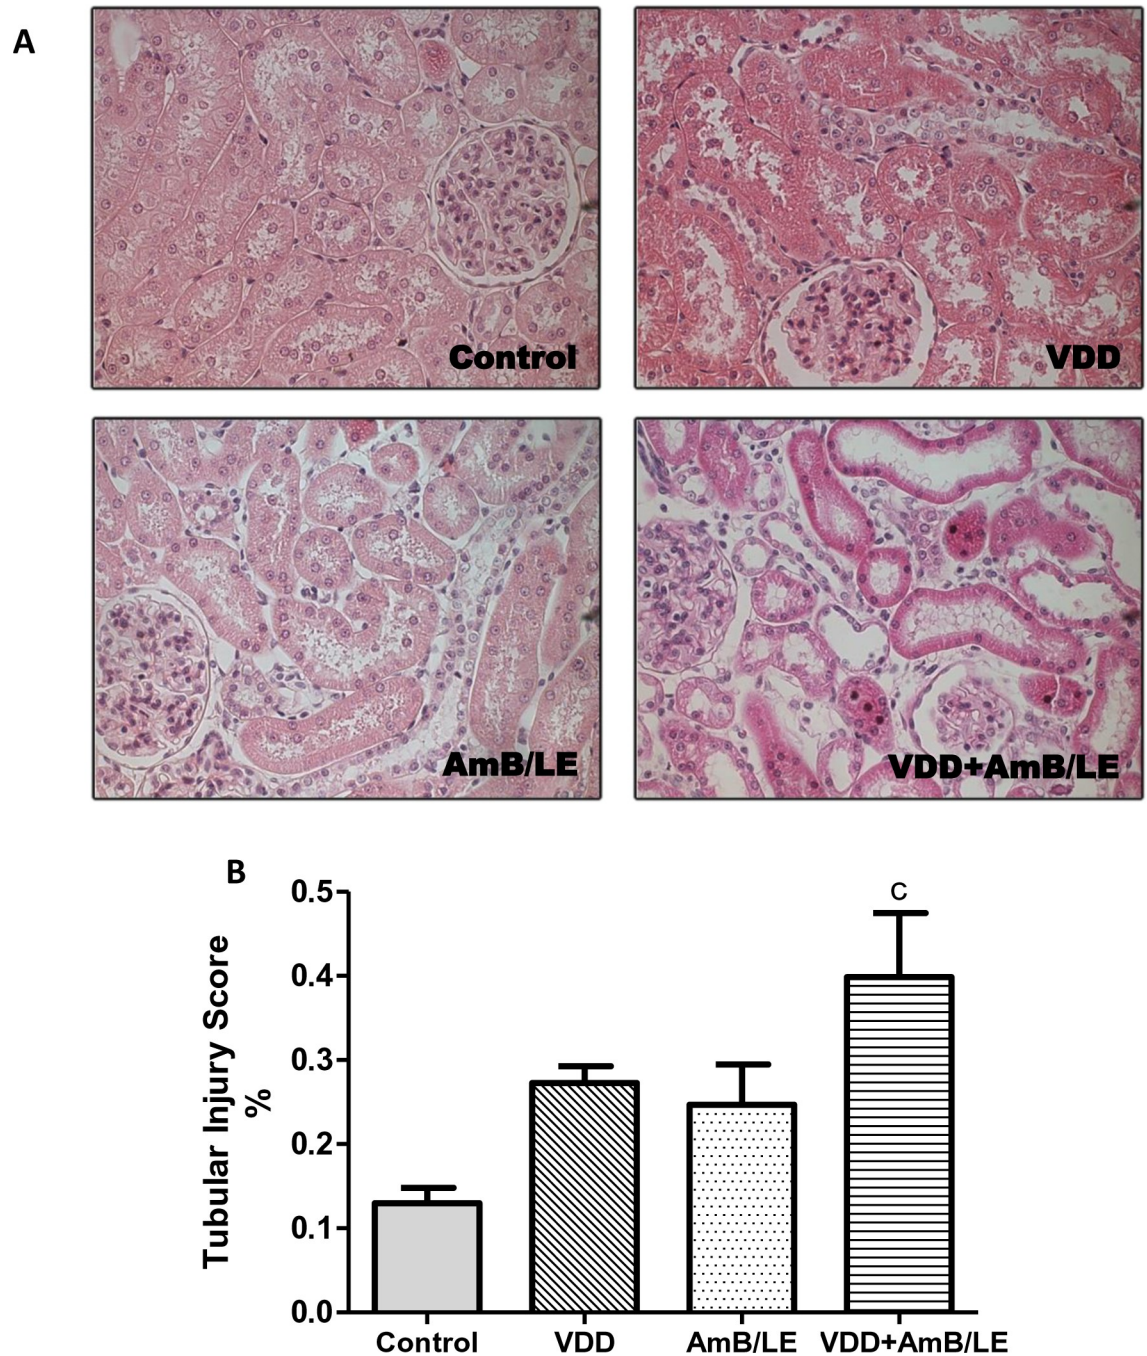 A
Control
VDD
AmB/LE
VDD+AmB/LE
B
Tubular Injury Score
%
0.5
0.4
0.3
0.2
0.1
0.0
c
Control
VDD
AmB/LE
VDD+AmB/LE